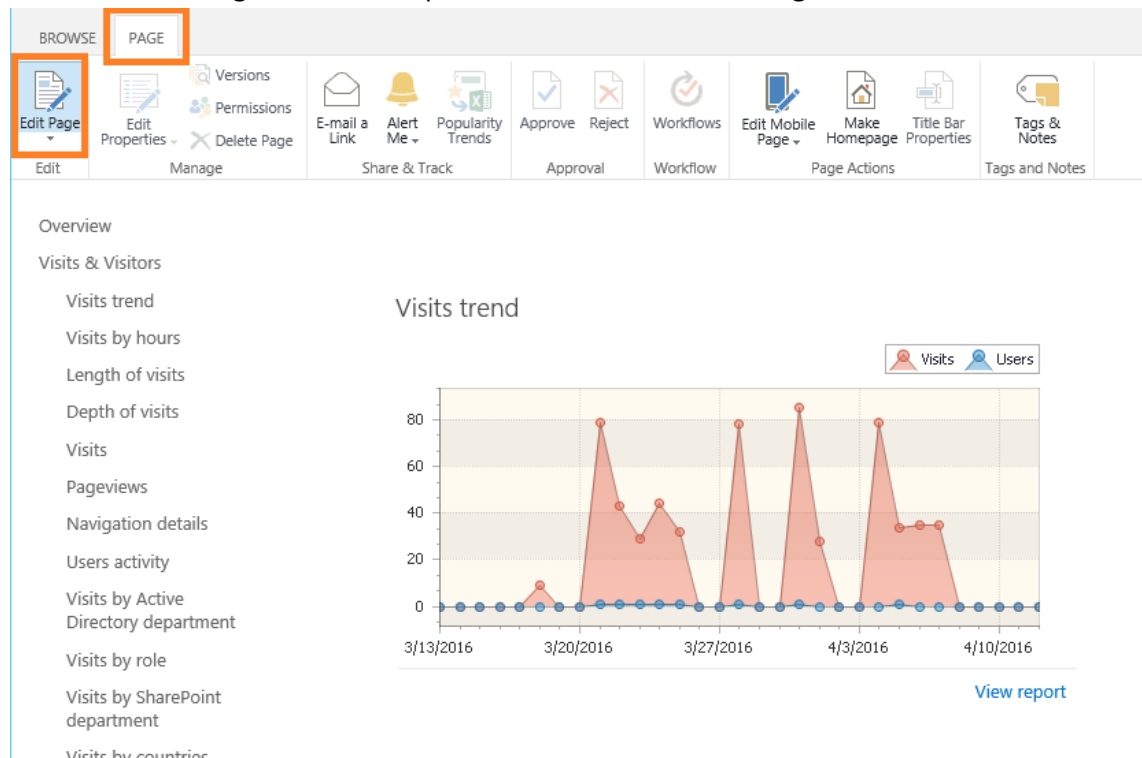 BROWSE PAGE
Edit Page
Edit
Properties
Versions
Permissions
Delete Page
E-mail a
Link
Alert
Me
Popularity
Trends
Approve
Reject
Workflows
Edit Mobile
Page
Make
Homepage
Title Bar
Properties
Tags &
Notes
Edit
Manage
Share & Track
Approval
Workflow
Page Actions
Tags and Notes
Overview
Visits & Visitors
Visits trend
Visits by hours
Length of visits
Depth of visits
Visits
Pageviews
Navigation details
Users activity
Visits by Active
Directory department
Visits by role
Visits by SharePoint
department
Visits by countries
Visits trend
Visits Users
80
60
40
20
0
3/13/2016 3/20/2016 3/27/2016 4/3/2016 4/10/2016
View report